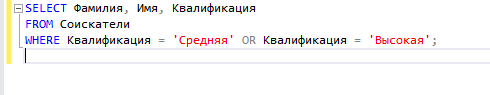 SELECT Фамилия, Имя, Квалификация
FROM Соискатели
WHERE Квалификация = 'Средняя' OR Квалификация = 'Высокая';